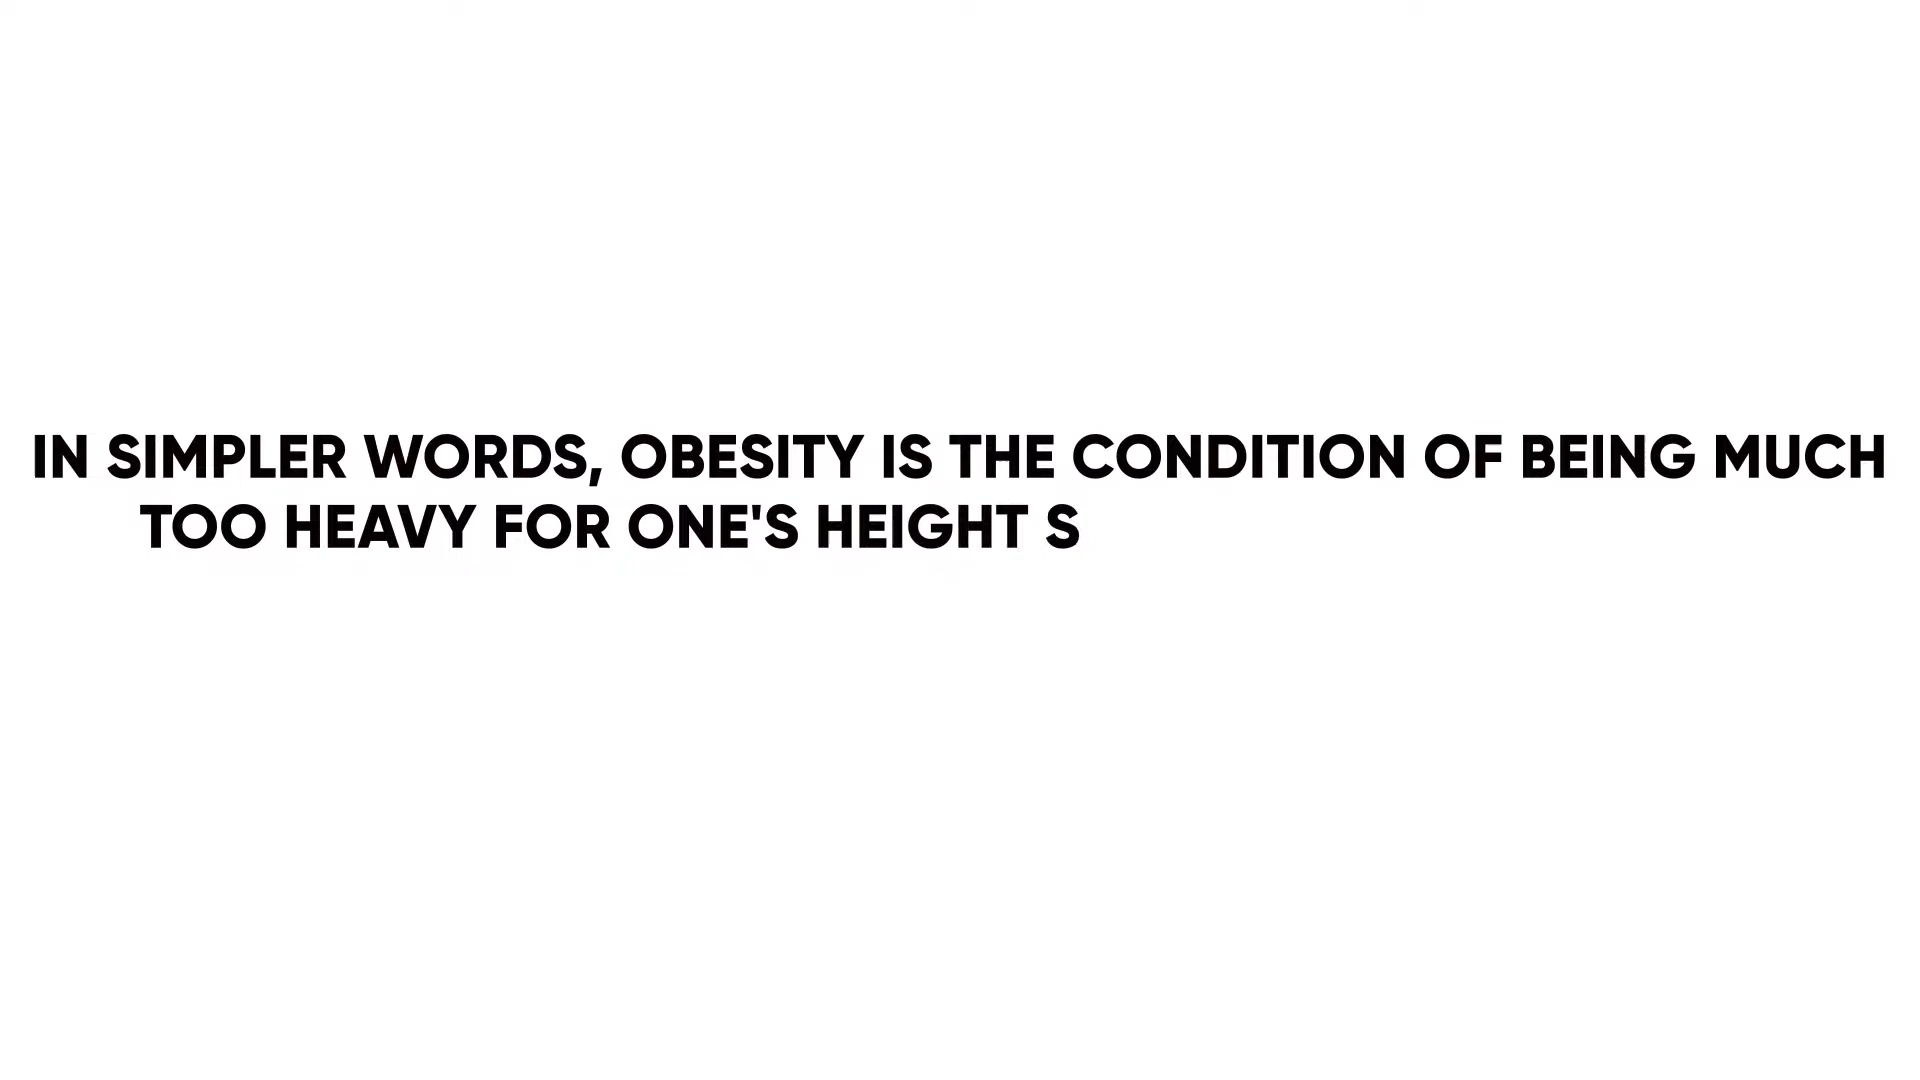 IN SIMPLER WORDS, OBESITY IS THE CONDITION OF BEING MUCH
TOO HEAVY FOR ONE'S HEIGHT S